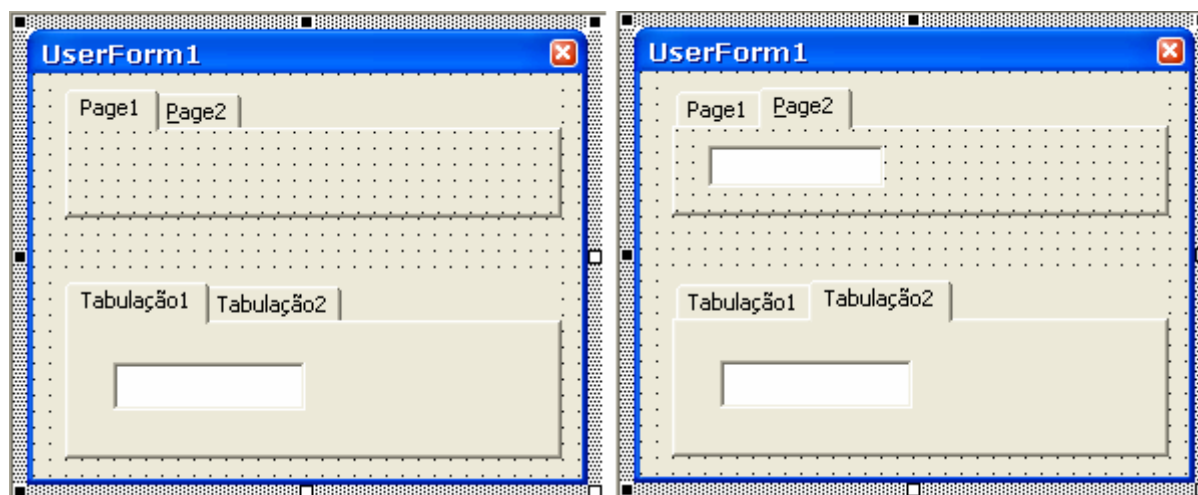 UserForm1
Page1 Page2
Tabulação1 Tabulação2
UserForm1
Page1 Page2
Tabulação1 Tabulação2